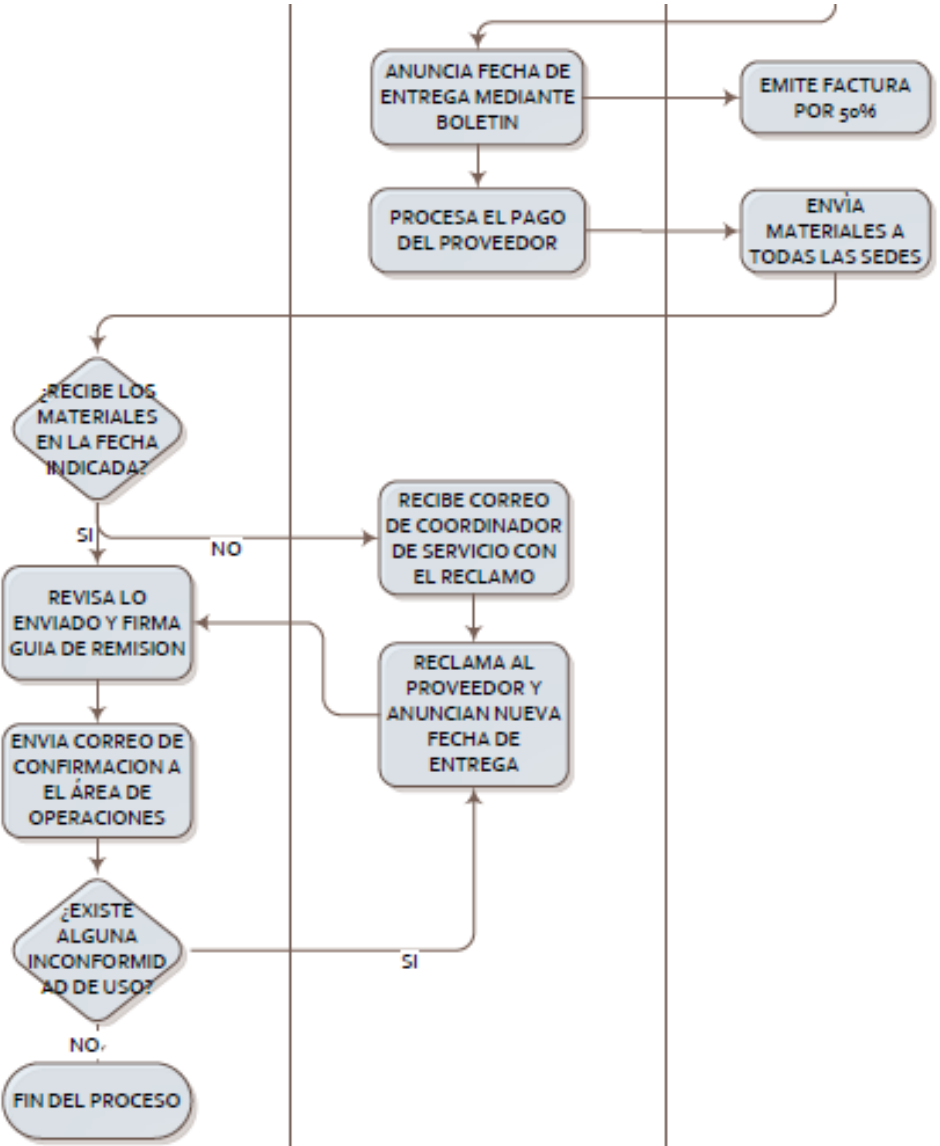 ANUNCIA FECHA DE
ENTREGA MEDIANTE
BOLETIN
EMITE FACTURA
POR 50%
PROCESA EL PAGO
DEL PROVEEDOR
ENVÌA
MATERIALES A
TODAS LAS SEDES
¿RECIBE LOS
MATERIALES
EN LA FECHA
INDICADA?
SI
NO
RECIBE CORREO
DE COORDINADOR
DE SERVICIO CON
EL RECLAMO
REVISA LO
ENVIADO Y FIRMA
GUIA DE REMISION
RECLAMA AL
PROVEEDOR Y
ANUNCIAN NUEVA
FECHA DE
ENTREGA
ENVIA CORREO DE
CONFIRMACION A
EL ÁREA DE
OPERACIONES
¿EXISTE
ALGUNA
INCONFORMID
AD DE USO?
SI
NO
FIN DEL PROCESO